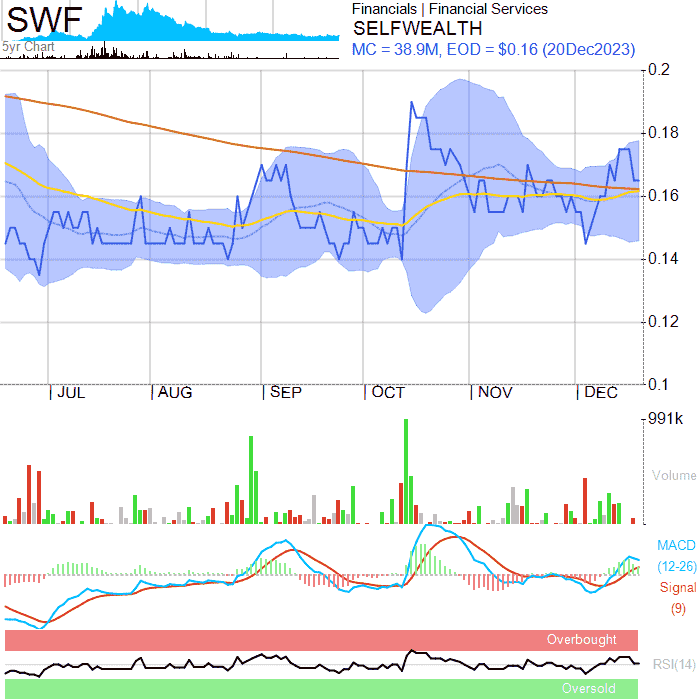 SWF
5yr Chart
Financials | Financial Services
SELFWEALTH
MC = 38.9M, EOD = $0.16 (20Dec2023)
0.2
0.18
0.16
0.14
0.12
0.1
JUL AUG SEP OCT NOV DEC
991k
Volume
MACD
(12-26)
Signal
(9)
Overbought
RSI(14)
Oversold